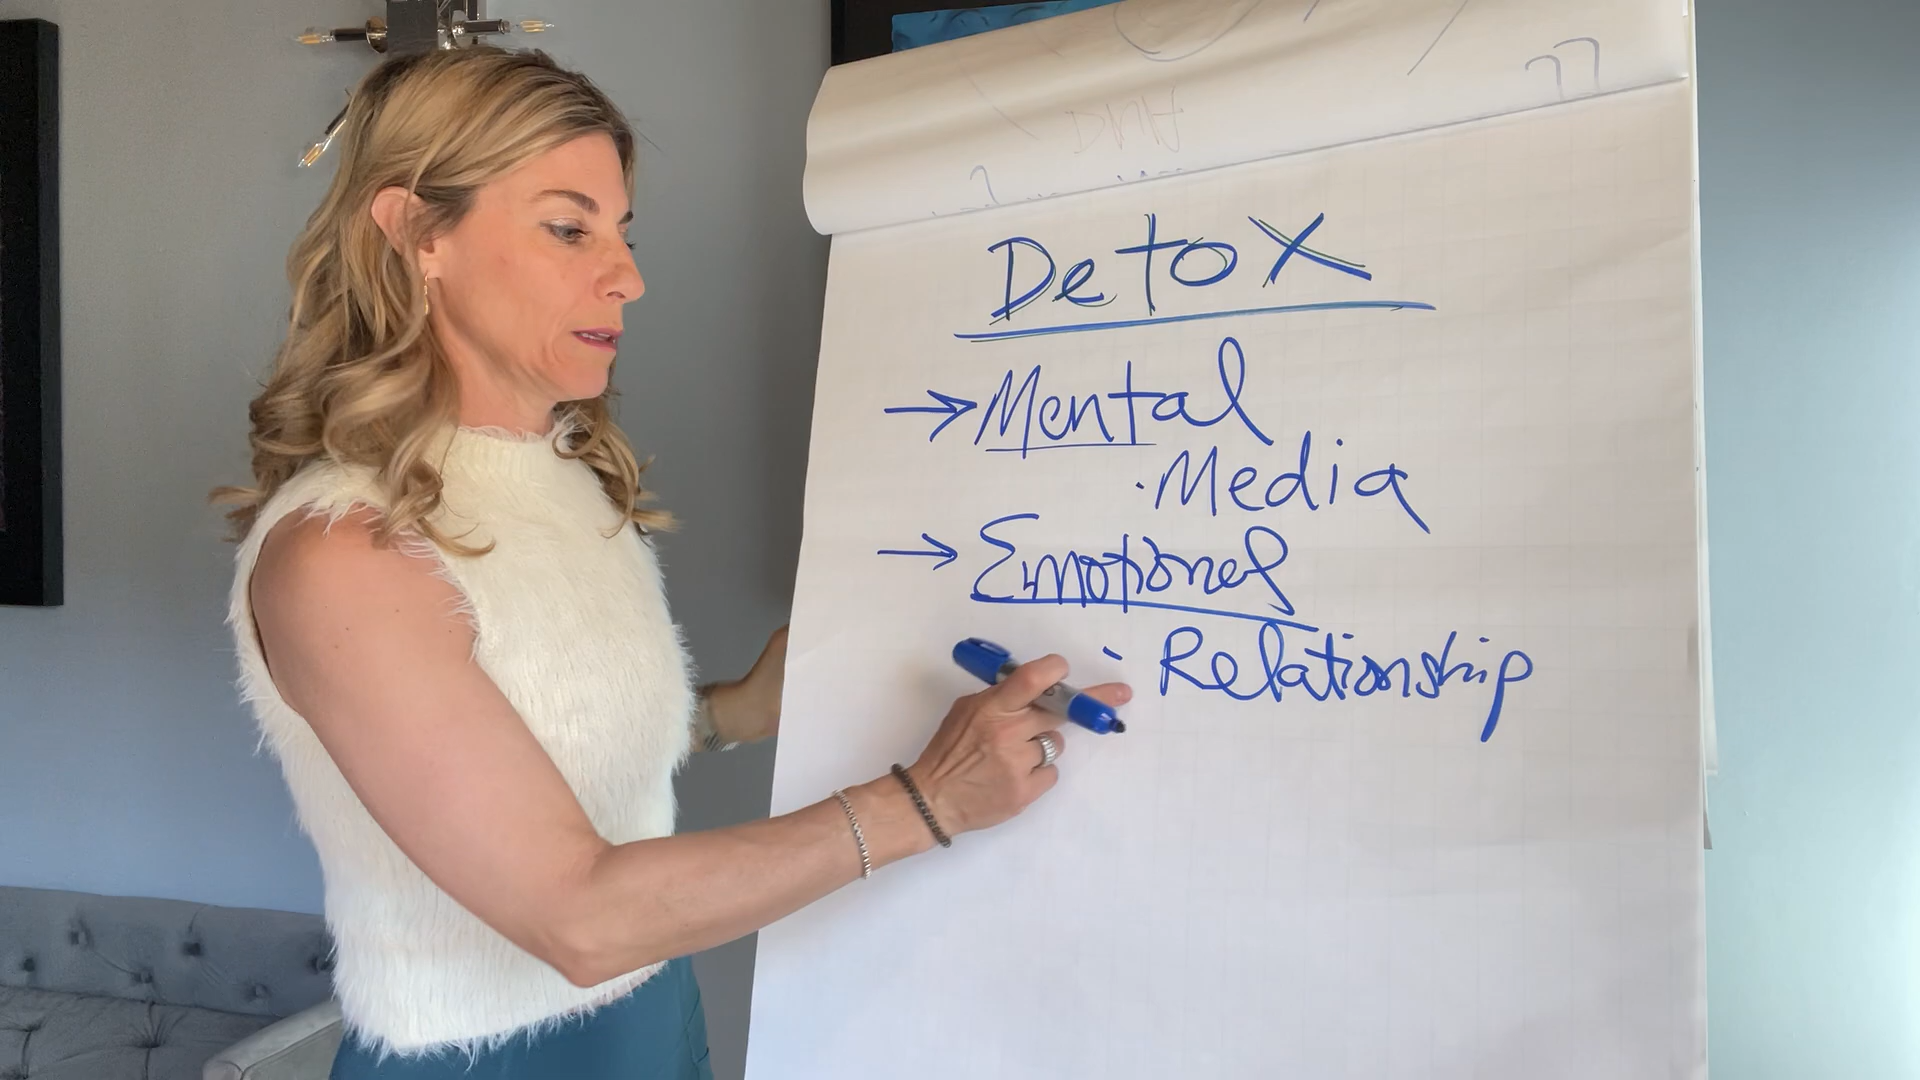 Detox
→ Mental
· Media
→ Emotional
· Relationship